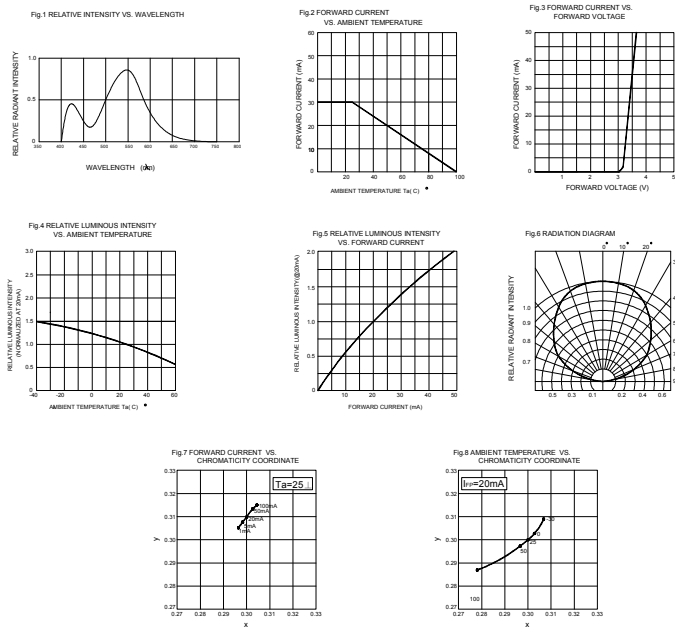 Fig.1 RELATIVE INTENSITY VS. WAVELENGTH
RELATIVE RADIANT INTENSITY
1.0
0.5
0
350 400 450 500 550 600 650 700 750 800
WAVELENGTH (nm)
Fig.2 FORWARD CURRENT
VS. AMBIENT TEMPERATURE
FORWARD CURRENT (mA)
60
50
40
30
20
10
0
20 40 60 80 100
AMBIENT TEMPERATURE Ta( C)
Fig.3 FORWARD CURRENT VS.
FORWARD VOLTAGE
FORWARD CURRENT (mA)
50
40
30
20
10
0
1 2 3 4 5
FORWARD VOLTAGE (V)
Fig.4 RELATIVE LUMINOUS INTENSITY
VS. AMBIENT TEMPERATURE
RELATIVE LUMINOUS INTENSITY
(NORMALIZED AT 20mA)
3.0
2.5
2.0
1.5
1.0
0.5
0
-40 -20 0 20 40 60
AMBIENT TEMPERATURE Ta( C)
Fig.5 RELATIVE LUMINOUS INTENSITY
VS. FORWARD CURRENT
RELATIVE LUMINOUS INTENSITY(@20mA)
2.0
1.5
1.0
0.5
0
10 20 30 40 50
FORWARD CURRENT (mA)
Fig.6 RADIATION DIAGRAM
0 10 20
RELATIVE RADIANT INTENSITY
1.0
0.9
0.8
0.7
0.5 0.3 0.1 0.2 0.4 0.6
Fig.7 FORWARD CURRENT VS.
CHROMATICITY COORDINATE
y
0.33
0.31
0.30
0.29
0.28
0.27
Ta=25
100mA
50mA
20mA
5mA
1mA
0.27 0.28 0.29 0.30 0.31 0.32 0.33
x
Fig.8 AMBIENT TEMPERATURE VS.
CHROMATICITY COORDINATE
y
0.33
0.31
0.30
0.29
0.28
0.27
IFP=20mA
-30
0
25
50
100
0.27 0.28 0.29 0.30 0.31 0.32 0.33
x